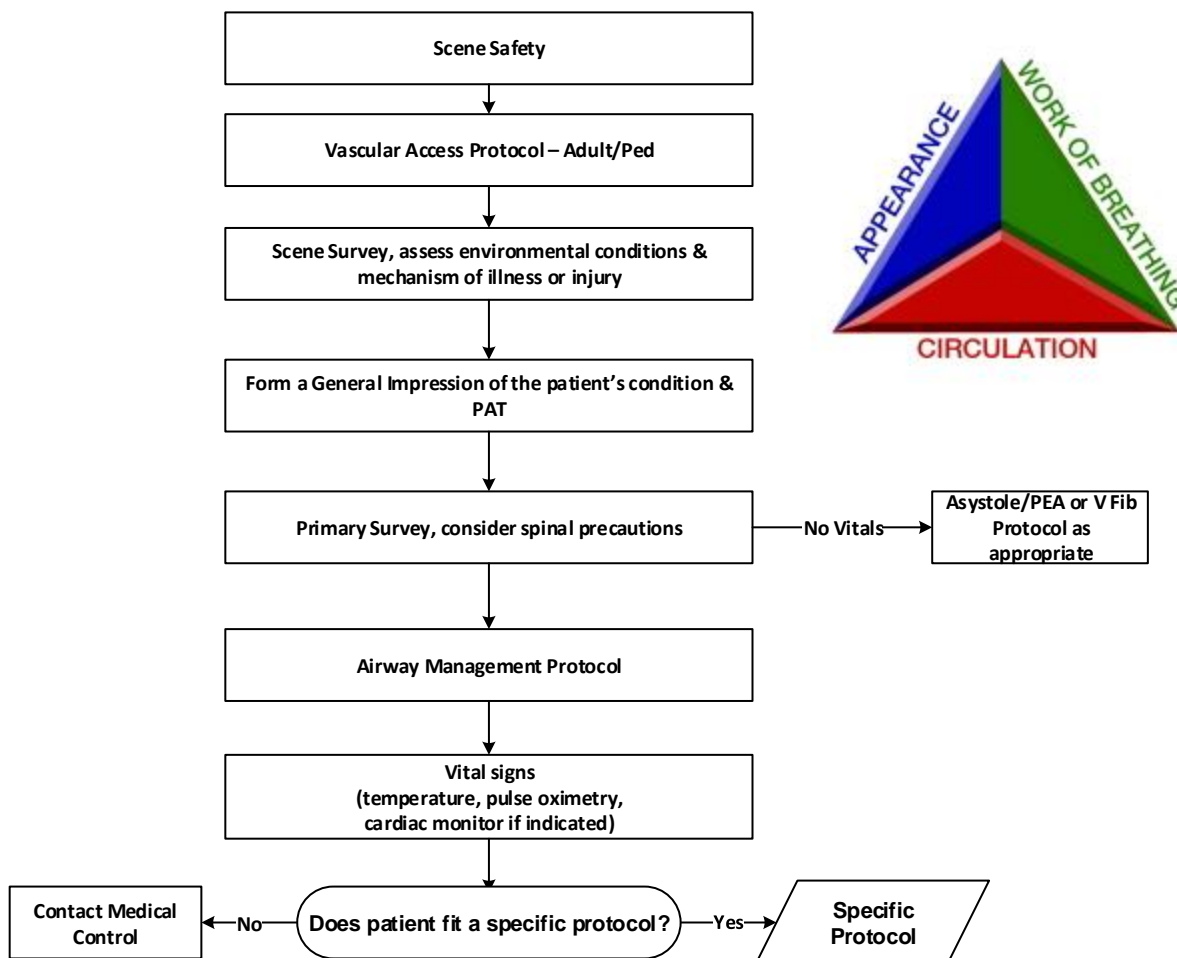 Scene Safety
Vascular Access Protocol – Adult/Ped
Scene Survey, assess environmental conditions &
mechanism of illness or injury
Form a General Impression of the patient’s condition &
PAT
Primary Survey, consider spinal precautions
No Vitals
Asystole/PEA or V Fib
Protocol as
appropriate
Airway Management Protocol
Vital signs
(temperature, pulse oximetry,
cardiac monitor if indicated)
Does patient fit a specific protocol?
No
Contact Medical
Control
Yes
Specific
Protocol
APPEARANCE
WORK OF BREATHING
CIRCULATION